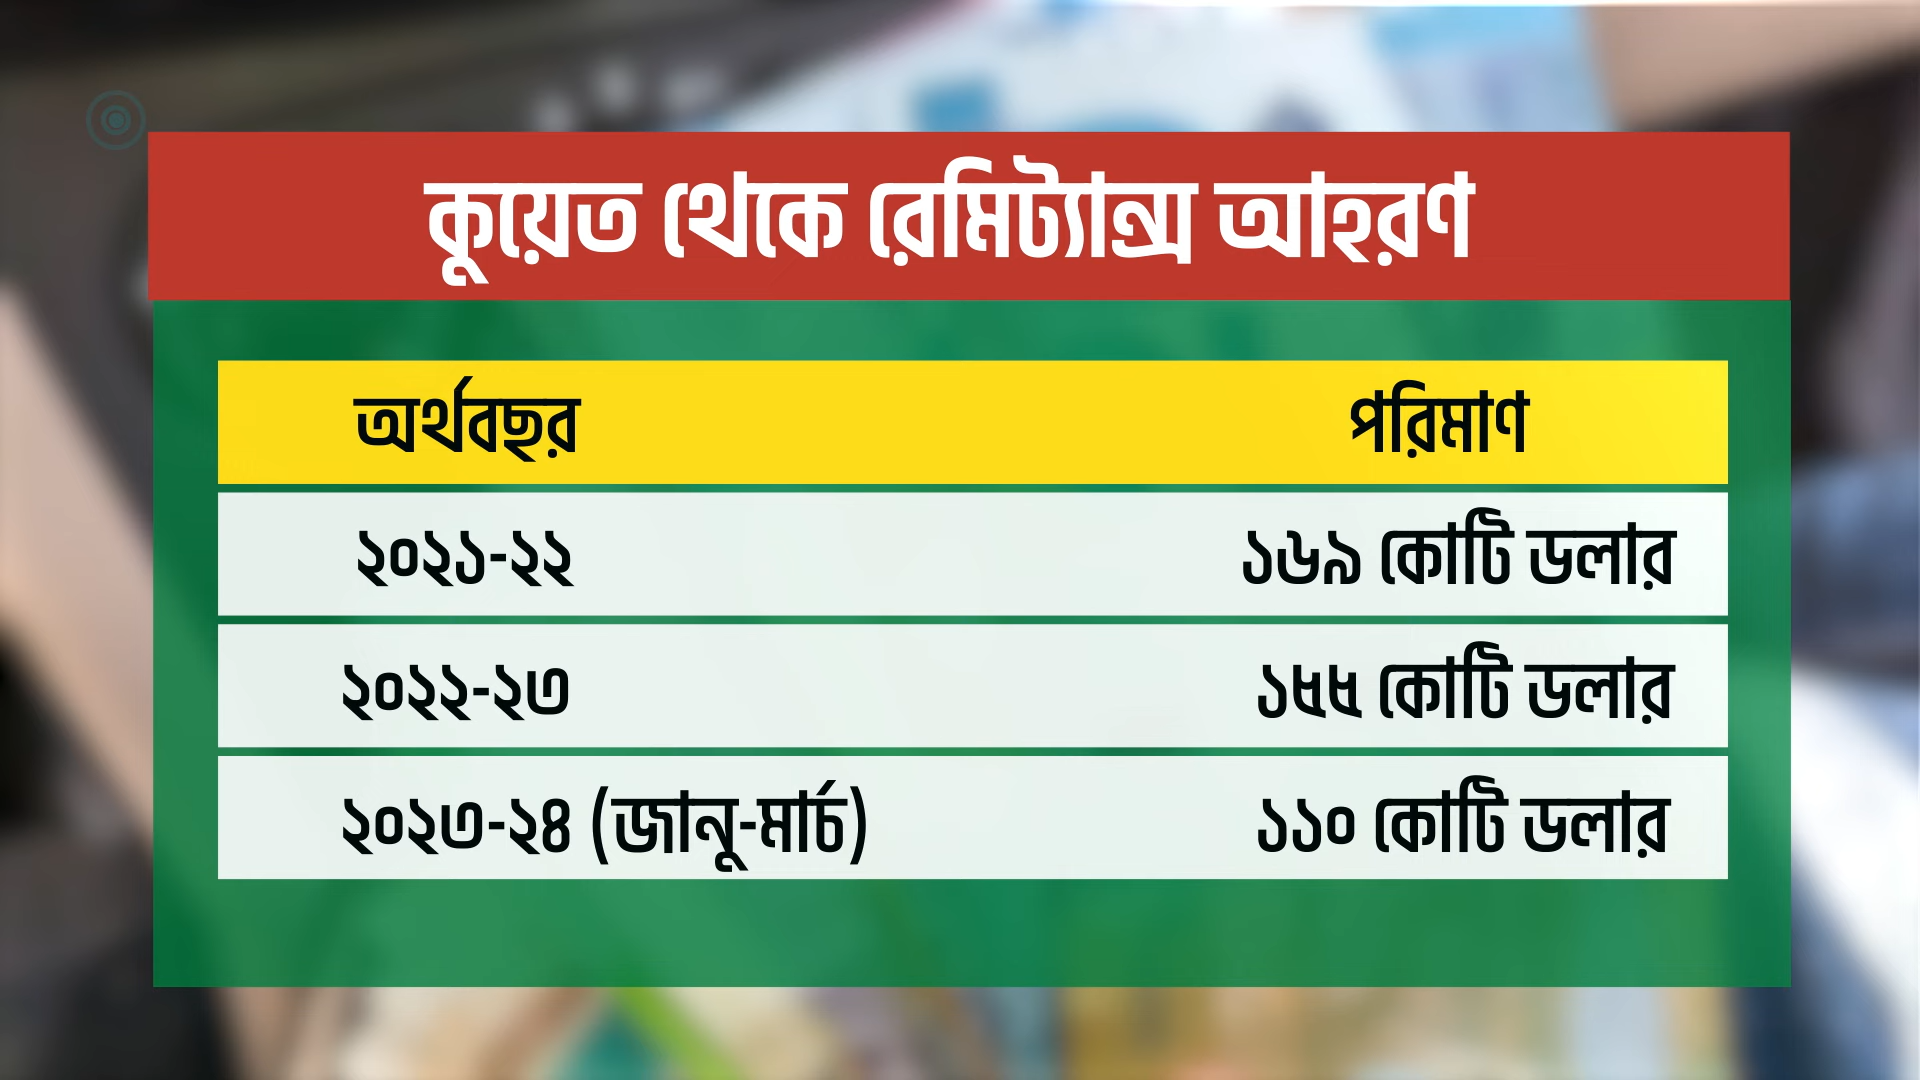 কুয়েত থেকে রেমিট্যান্স আহরণ
অর্থবছর পরিমাণ
২০২১-২২ ১৬৯ কোটি ডলার
২০২২-২৩ ১৫৫ কোটি ডলার
২০২৩-২৪ (জানু-মার্চ) ১১০ কোটি ডলার